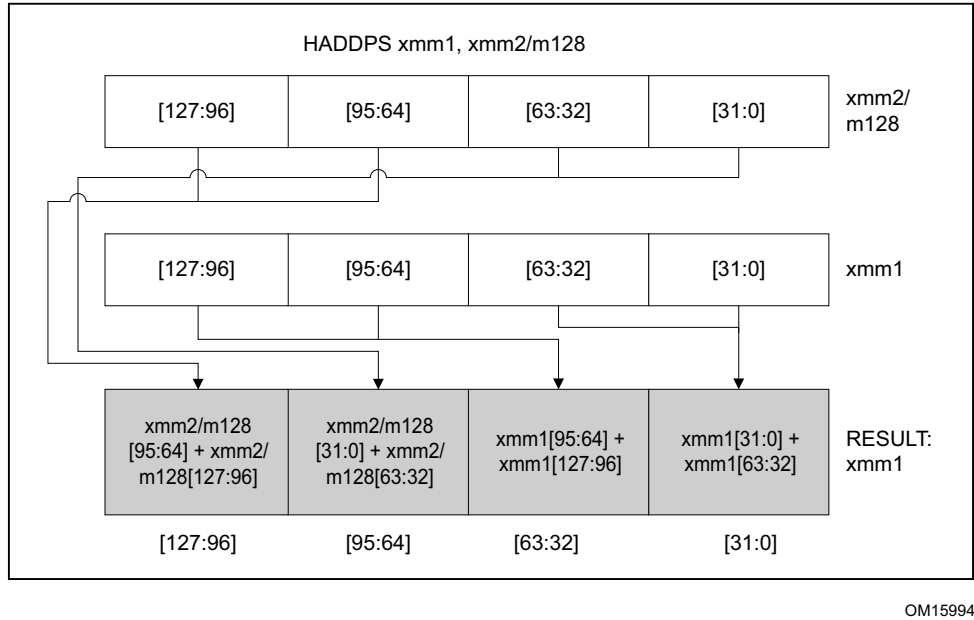 HADDPS xmm1, xmm2/m128
[127:96] [95:64] [63:32] [31:0]
xmm2/
m128
[127:96] [95:64] [63:32] [31:0]
xmm1
xmm2/m128
[95:64] + xmm2/
m128[127:96]
xmm2/m128
[31:0] + xmm2/
m128[63:32]
xmm1[95:64] +
xmm1[127:96]
xmm1[31:0] +
xmm1[63:32]
RESULT:
xmm1
[127:96] [95:64] [63:32] [31:0]
OM15994